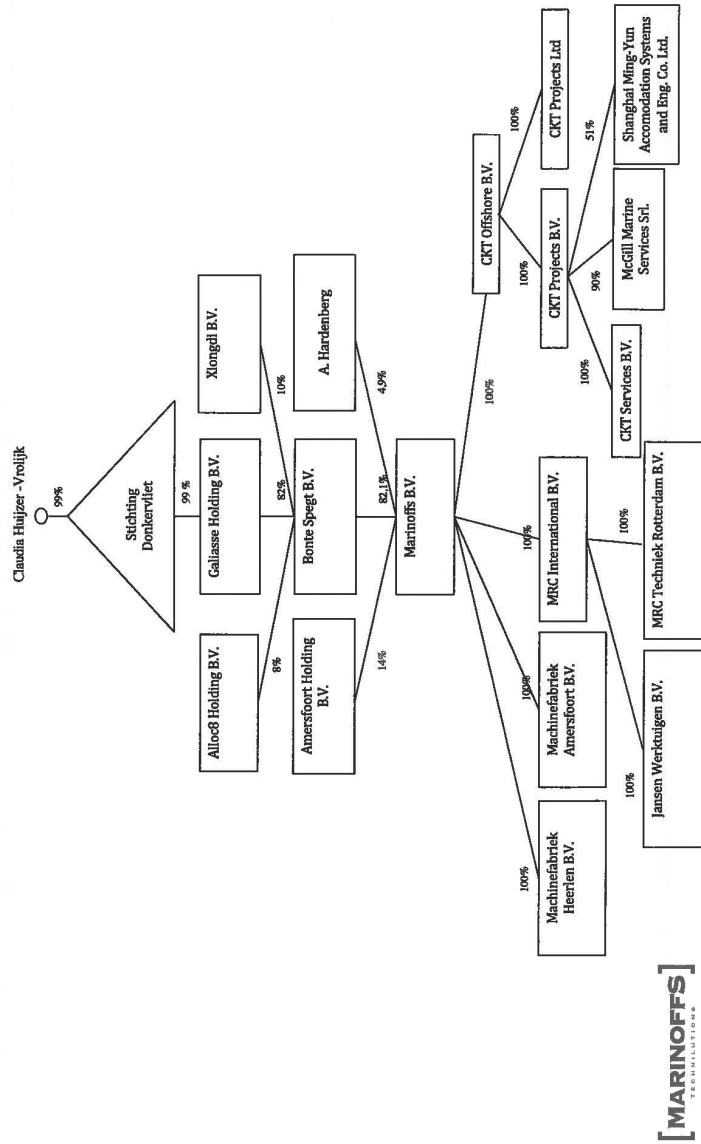 Claudia Huijzer -Vrolijk
99%
Stichting
Donkervliet
99 %
Alloc8 Holding B.V.
Galiasse Holding B.V.
Xiongdi B.V.
8%
82%
10%
Amersfoort Holding
B.V.
Bonte Spegt B.V.
A. Hardenberg
14%
82,1%
4,9%
Marinoffs B.V.
100%
100%
100%
100%
Machinefabriek
Heerlen B.V.
Machinefabriek
Amersfoort B.V.
MRC International B.V.
CKT Offshore B.V.
100%
100%
CKT Projects B.V.
CKT Projects Ltd
100%
90%
51%
CKT Services B.V.
McGill Marine
Services Srl.
Shanghai Ming-Yun
Accomodation Systems
and Eng. Co. Ltd.
100%
100%
Jansen Werktuigen B.V.
MRC Techniek Rotterdam B.V.
[MARINOFFS]
TECHNILUTIONS